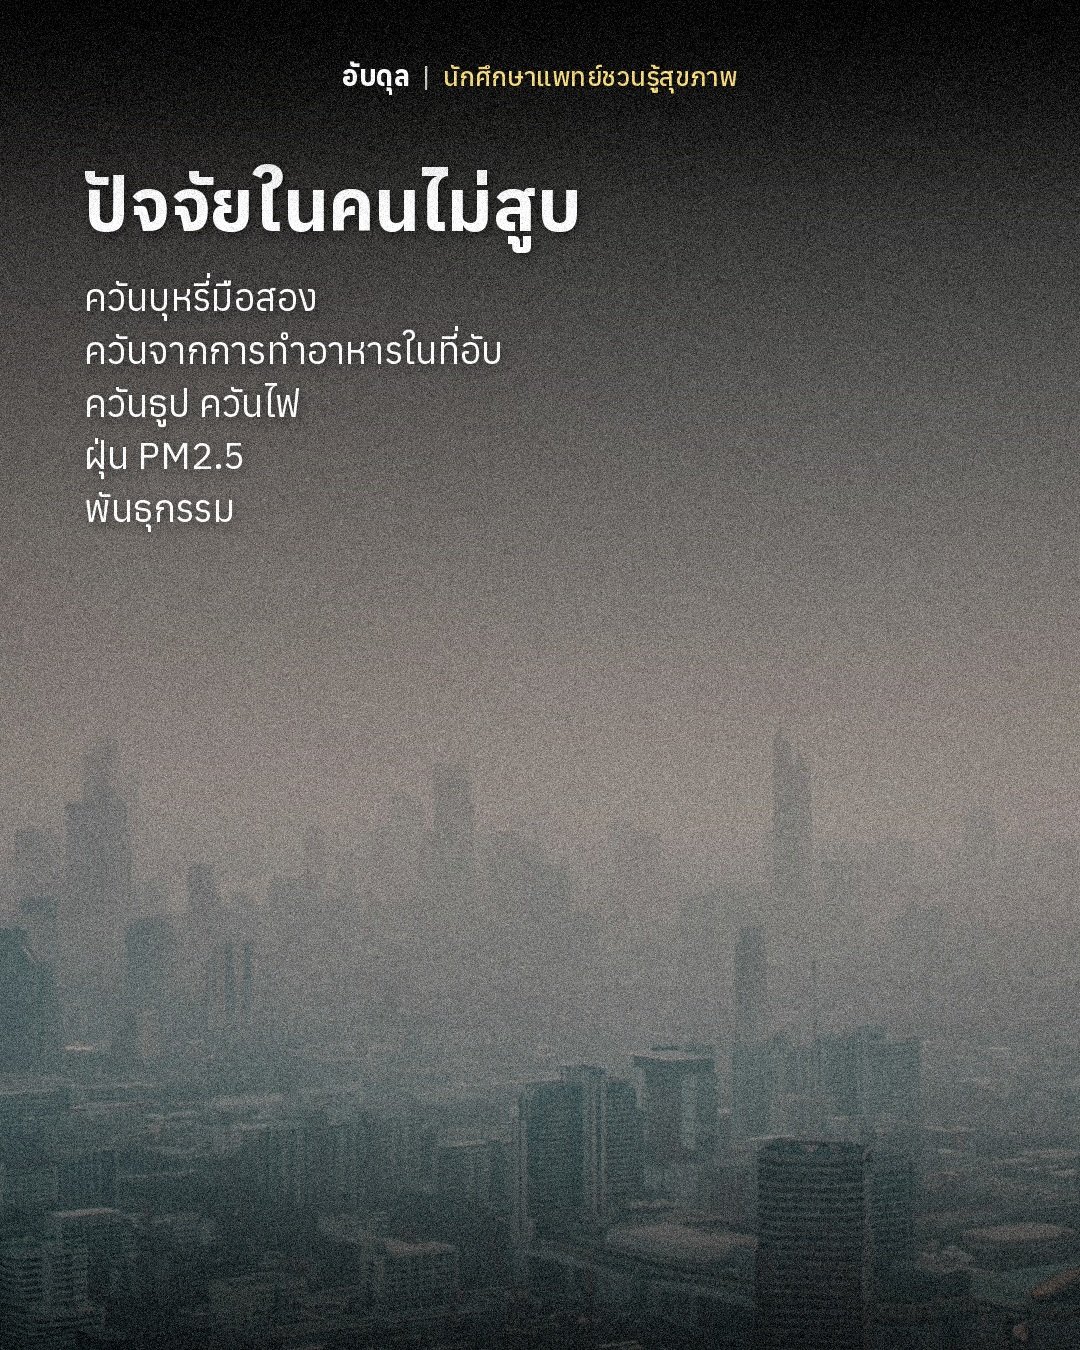 อับดุล | นักศึกษาแพทย์ชวนรู้สุขภาพ
ปัจจัยในคนไม่สูบ
ควันบุหรี่มือสอง
ควันจากการทำอาหารในที่อับ
ควันธูป ควันไฟ
ฝุ่น PM2.5
พันธุกรรม